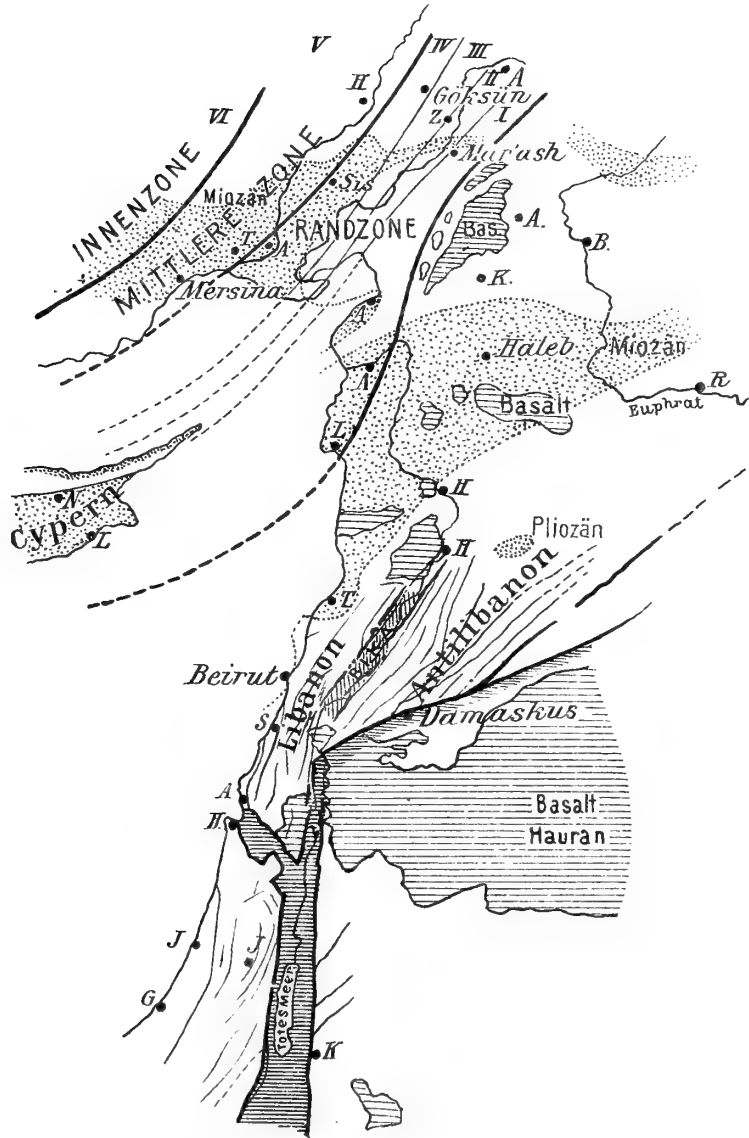 V
IV
III
II
A
H
Göksün
VI
Z
I
Mar'ash
INNENZONE
MITTLERE ZONE
Miozän
Sis
RANDZONE
Bas.
A.
B.
T.
A
Mersina
K.
A
Haleb
Miozän
A
R
Basalt
Euphrat
L
H
N
Cypern
L
Pliozän
H
T
Libanon
Antilibanon
Beirut
S
Damaskus
A
H.
Basalt
Hauran
J
J
G
Totes Meer
K